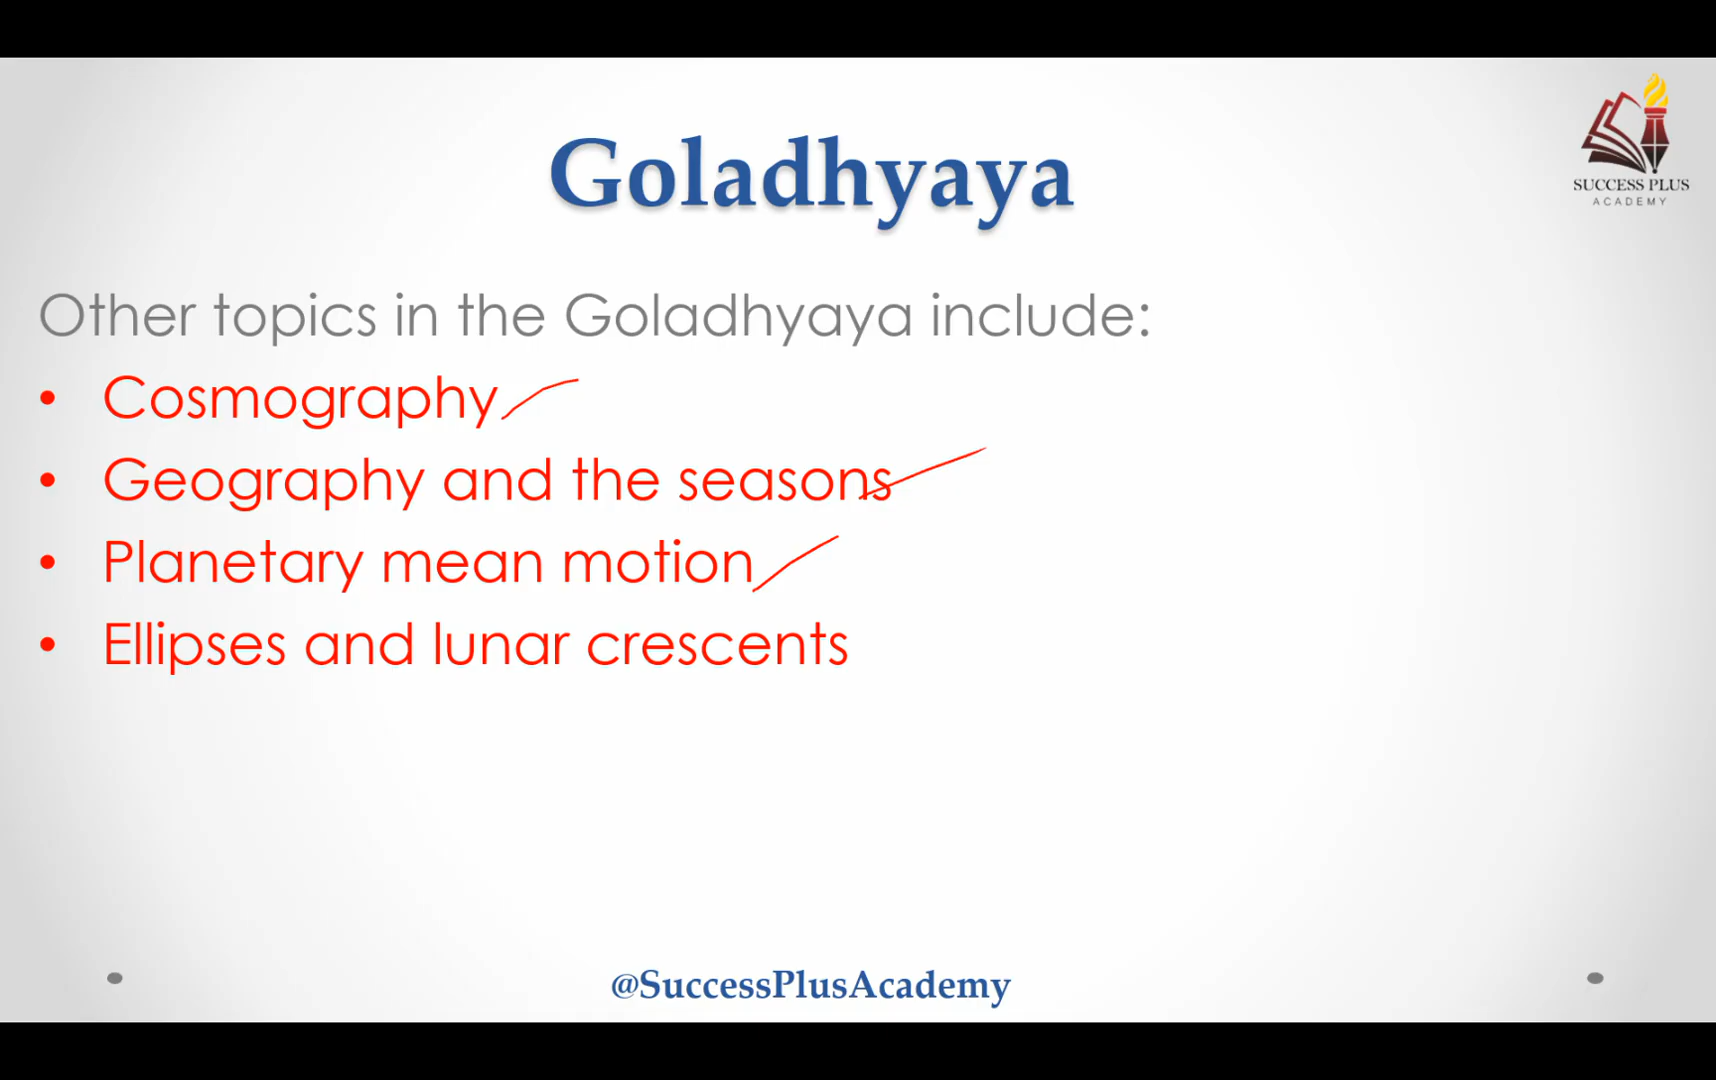 Goladhyaya
SUCCESS PLUS
ACADEMY
Other topics in the Goladhyaya include:
• Cosmography
• Geography and the seasons
• Planetary mean motion
• Ellipses and lunar crescents
@SuccessPlusAcademy